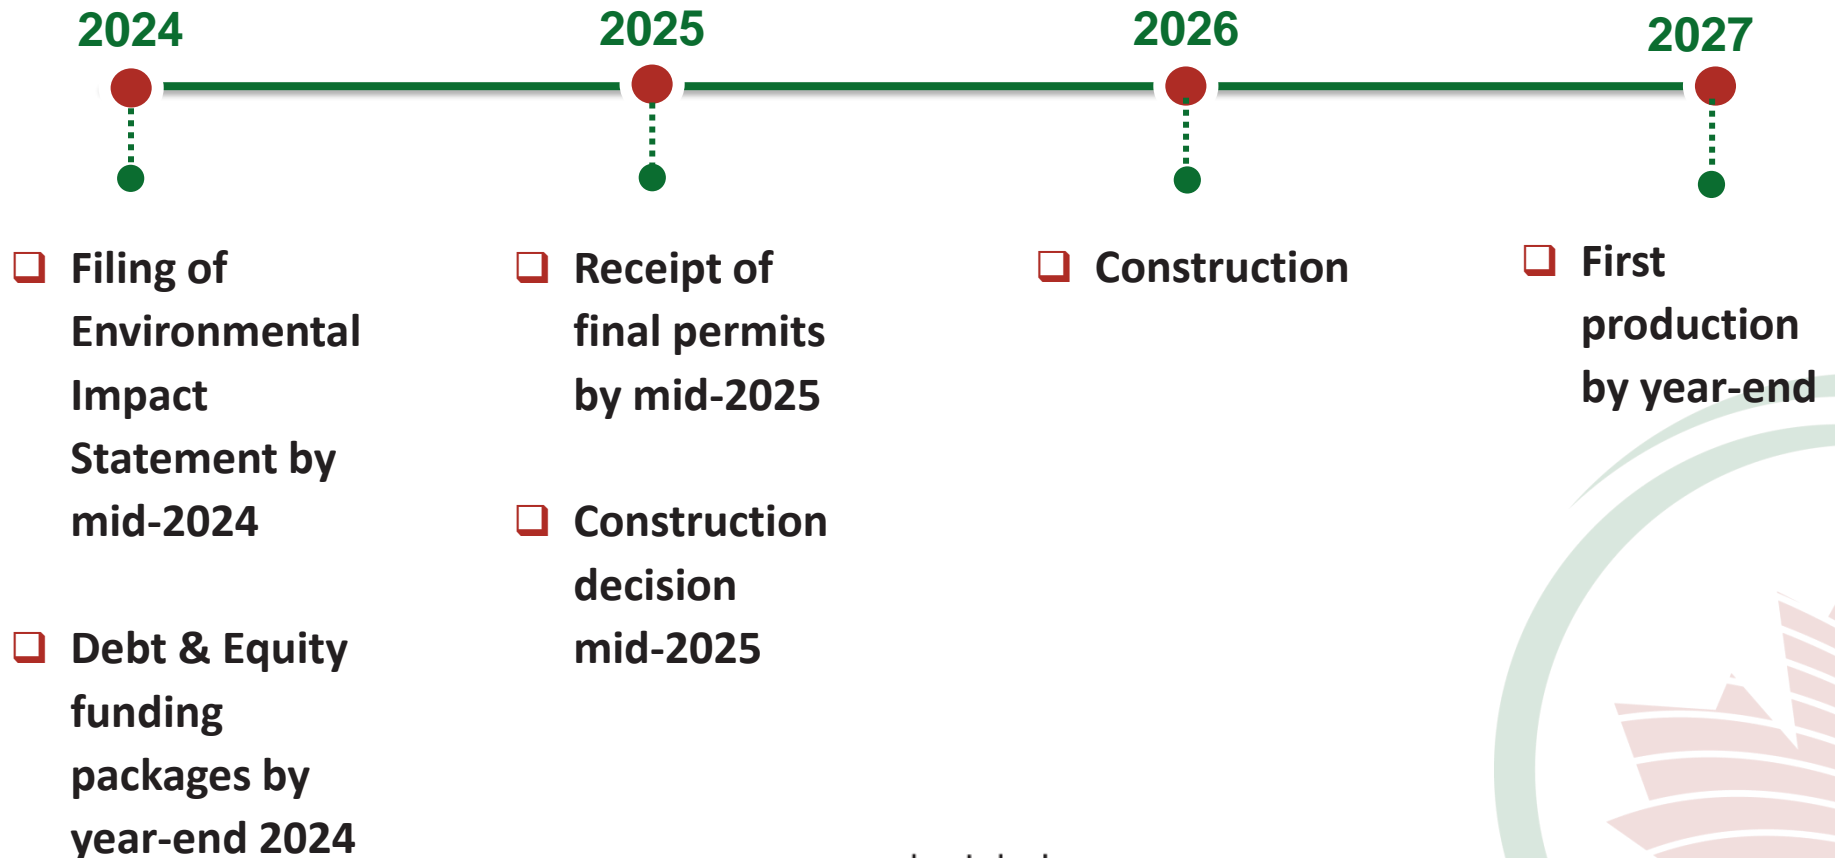 2024
2025
2026
2027
Filing of
Environmental
Impact
Statement by
mid-2024
Debt & Equity
funding
packages by
year-end 2024
Receipt of
final permits
by mid-2025
Construction
decision
mid-2025
Construction
First
production
by year-end